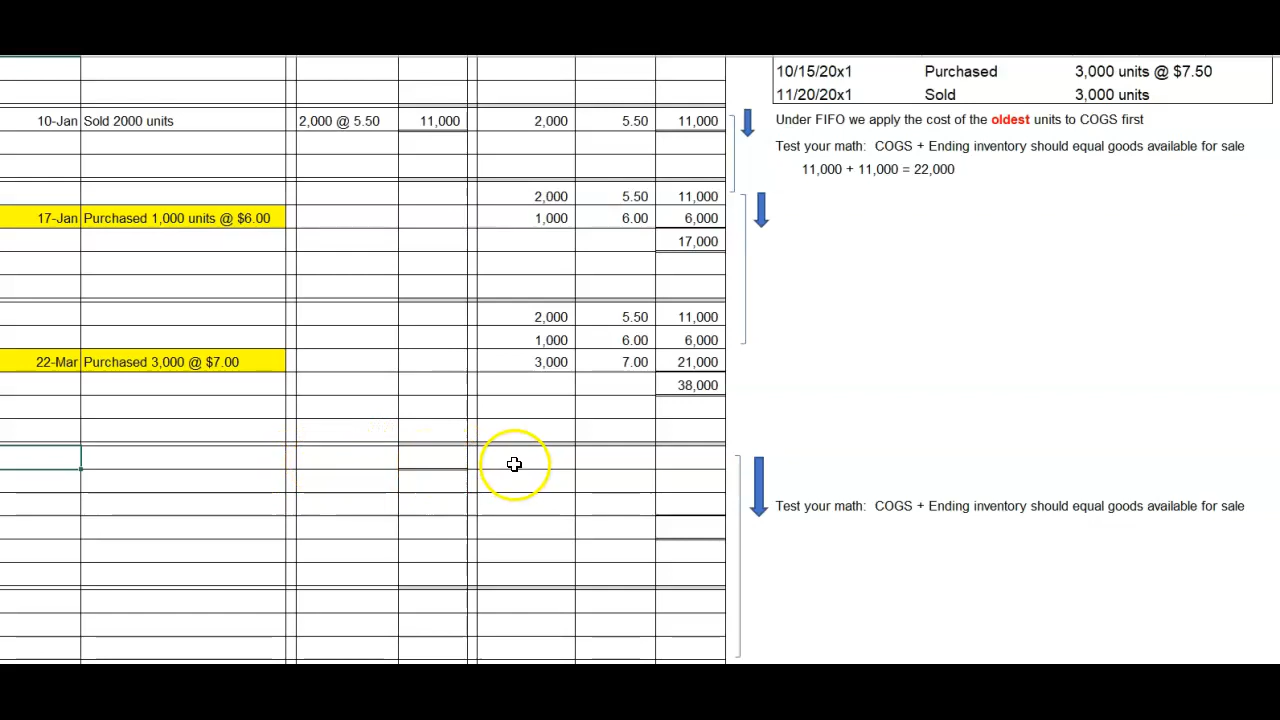 10/15/20x1 Purchased 3,000 units @ $7.50
11/20/20x1 Sold 3,000 units
10-Jan Sold 2000 units 2,000 @ 5.50 11,000 2,000 5.50 11,000
Under FIFO we apply the cost of the oldest units to COGS first
Test your math: COGS + Ending inventory should equal goods available for sale
11,000 + 11,000 = 22,000
2,000 5.50 11,000
17-Jan Purchased 1,000 units @ $6.00 1,000 6.00 6,000
17,000
2,000 5.50 11,000
1,000 6.00 6,000
22-Mar Purchased 3,000 @ $7.00 3,000 7.00 21,000
38,000
Test your math: COGS + Ending inventory should equal goods available for sale